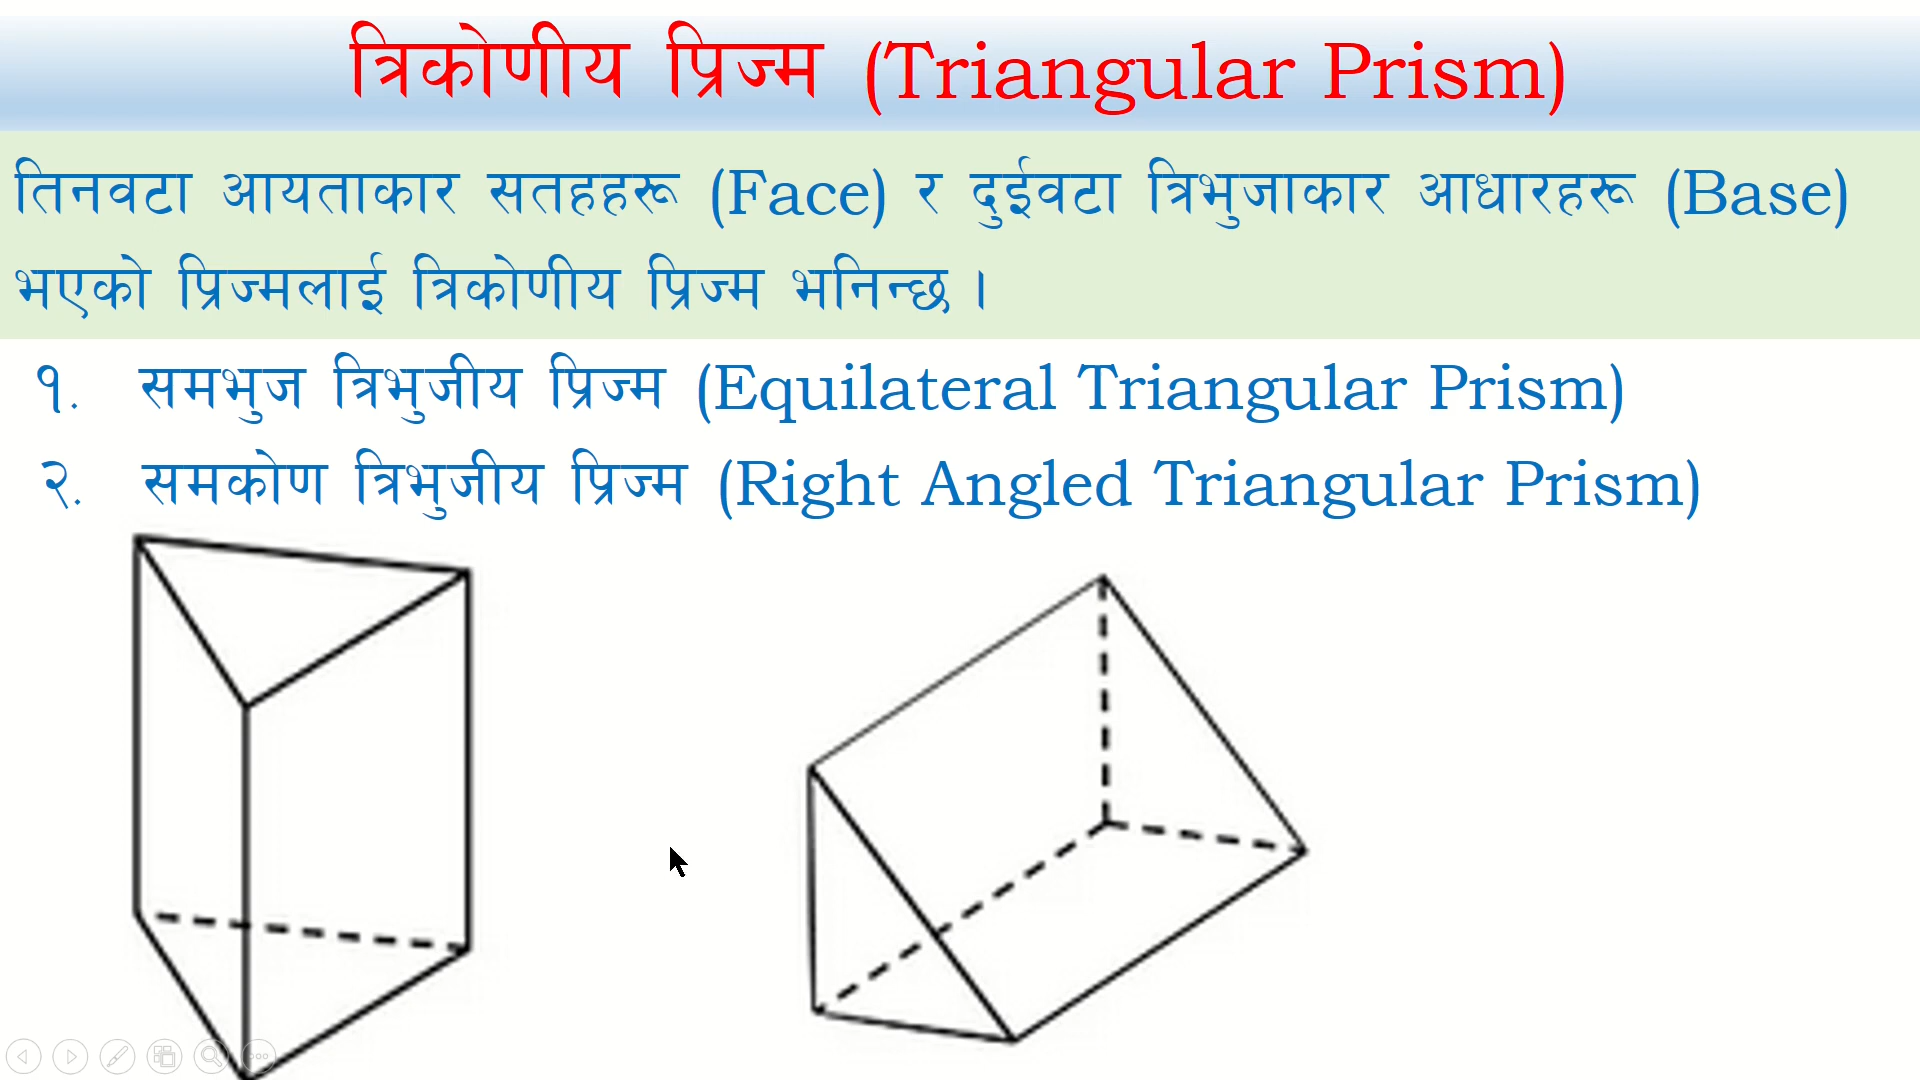 त्रिकोणीय प्रिज्म (Triangular Prism)
तिनवटा आयताकार सतहहरू (Face) र दुईवटा त्रिभुजाकार आधारहरू (Base)
भएको प्रिज्मलाई त्रिकोणीय प्रिज्म भनिन्छ ।
१. समभुज त्रिभुजीय प्रिज्म (Equilateral Triangular Prism)
२. समकोण त्रिभुजीय प्रिज्म (Right Angled Triangular Prism)